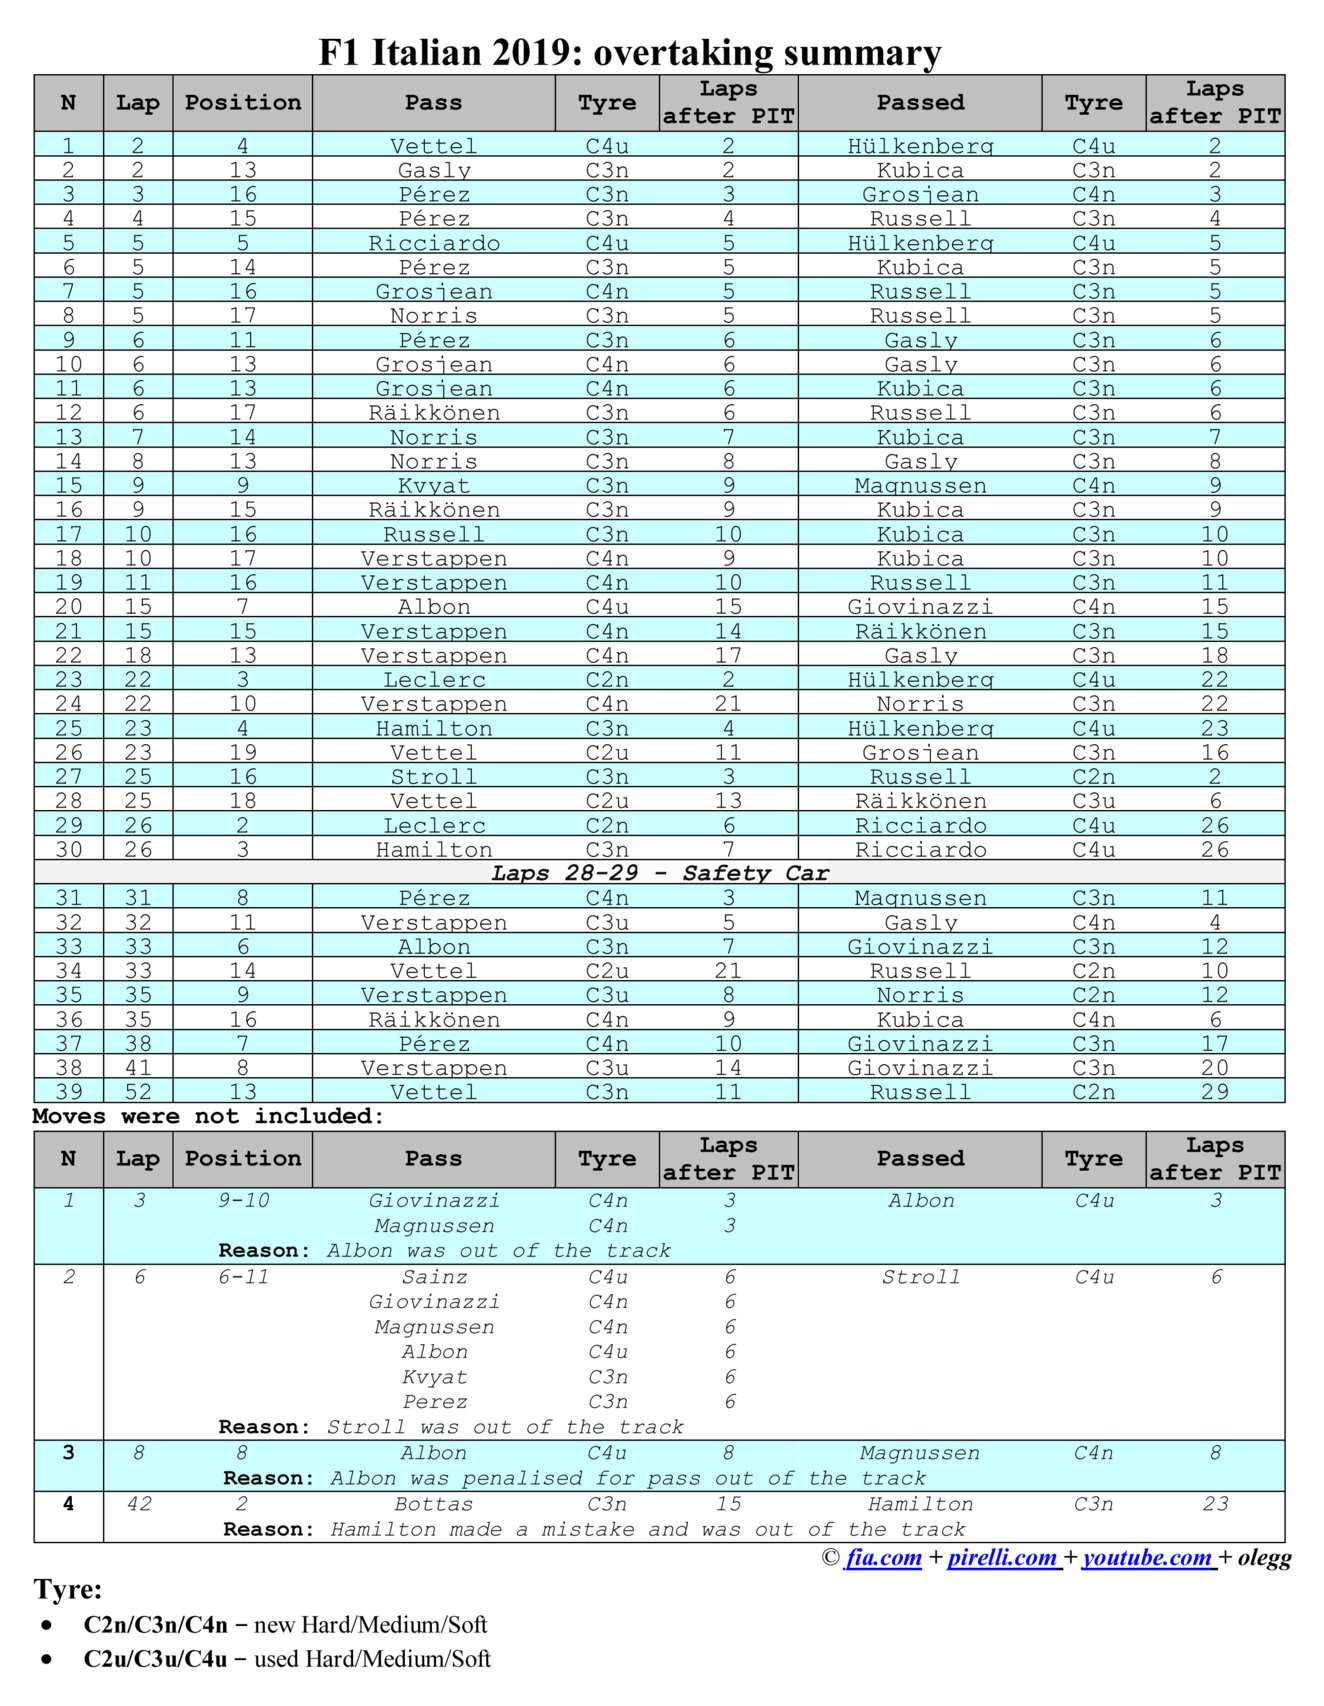 F1 Italian 2019: overtaking summary
N Lap Position Pass Tyre Laps after PIT Passed Tyre Laps after PIT
1 2 4 Vettel C4u 2 Hülkenberg C4u 2
2 2 13 Gasly C3n 2 Kubica C3n 2
3 3 16 Pérez C3n 3 Grosjean C4n 3
4 4 15 Pérez C3n 4 Russell C3n 4
5 5 5 Ricciardo C4u 5 Hülkenberg C4u 5
6 5 14 Pérez C3n 5 Kubica C3n 5
7 5 16 Grosjean C4n 5 Russell C3n 5
8 5 17 Norris C3n 5 Russell C3n 5
9 6 11 Pérez C3n 6 Gasly C3n 6
10 6 13 Grosjean C4n 6 Gasly C3n 6
11 6 13 Grosjean C4n 6 Kubica C3n 6
12 6 17 Räikkönen C3n 6 Russell C3n 6
13 7 14 Norris C3n 7 Kubica C3n 7
14 8 13 Norris C3n 8 Gasly C3n 8
15 9 9 Kvyat C3n 9 Magnussen C4n 9
16 9 15 Räikkönen C3n 9 Kubica C3n 9
17 10 16 Russell C3n 10 Kubica C3n 10
18 10 17 Verstappen C4n 9 Kubica C3n 10
19 11 16 Verstappen C4n 10 Russell C3n 11
20 15 7 Albon C4u 15 Giovinazzi C4n 15
21 15 15 Verstappen C4n 14 Räikkönen C3n 15
22 18 13 Verstappen C4n 17 Gasly C3n 18
23 22 3 Leclerc C2n 2 Hülkenberg C4u 22
24 22 10 Verstappen C4n 21 Norris C3n 22
25 23 4 Hamilton C3n 4 Hülkenberg C4u 23
26 23 19 Vettel C2u 11 Grosjean C3n 16
27 25 16 Stroll C3n 3 Russell C2n 2
28 25 18 Vettel C2u 13 Räikkönen C3u 6
29 26 2 Leclerc C2n 6 Ricciardo C4u 26
30 26 3 Hamilton C3n 7 Ricciardo C4u 26
Laps 28-29 - Safety Car
31 31 8 Pérez C4n 3 Magnussen C3n 11
32 32 11 Verstappen C3u 5 Gasly C4n 4
33 33 6 Albon C3n 7 Giovinazzi C3n 12
34 33 14 Vettel C2u 21 Russell C2n 10
35 35 9 Verstappen C3u 8 Norris C2n 12
36 35 16 Räikkönen C4n 9 Kubica C4n 6
37 38 7 Pérez C4n 10 Giovinazzi C3n 17
38 41 8 Verstappen C3u 14 Giovinazzi C3n 20
39 52 13 Vettel C3n 11 Russell C2n 29
Moves were not included:
N Lap Position Pass Tyre Laps after PIT Passed Tyre Laps after PIT
1 3 9-10 Giovinazzi C4n 3 Albon C4u 3
Magnussen C4n 3
Reason: Albon was out of the track
2 6 6-11 Sainz C4u 6 Stroll C4u 6
Giovinazzi C4n 6
Magnussen C4n 6
Albon C4u 6
Kvyat C3n 6
Perez C3n 6
Reason: Stroll was out of the track
3 8 8 Albon C4u 8 Magnussen C4n 8
Reason: Albon was penalised for pass out of the track
4 42 2 Bottas C3n 15 Hamilton C3n 23
Reason: Hamilton made a mistake and was out of the track
© fia.com + pirelli.com + youtube.com + olegg
Tyre:
• C2n/C3n/C4n – new Hard/Medium/Soft
• C2u/C3u/C4u – used Hard/Medium/Soft